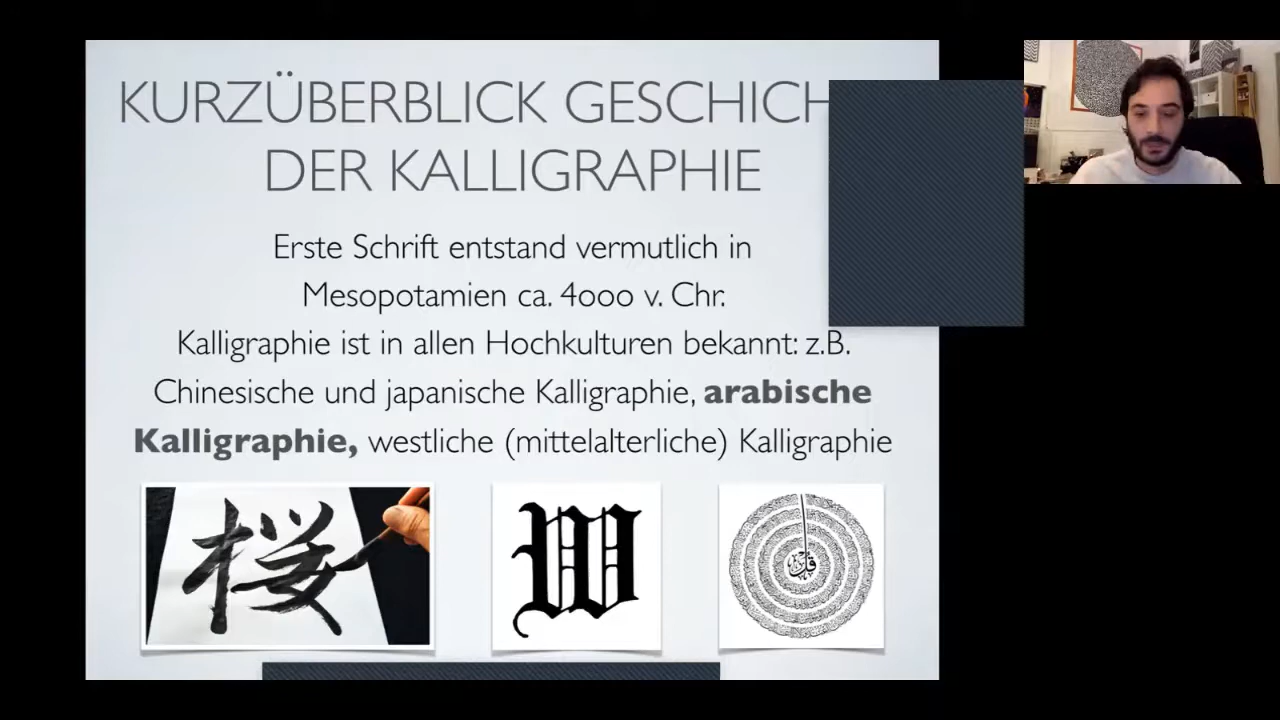 KURZÜBERBLICK
DER KALLIGRAPHIE
Erste Schrift entstand vermutlich in
Mesopotamien ca. 4000 v. Chr.
Kalligraphie ist in allen Hochkulturen bekannt: z.B.
Chinesische und japanische Kalligraphie, arabische
Kalligraphie, westliche (mittelalterliche) Kalligraphie
桜
W
قل